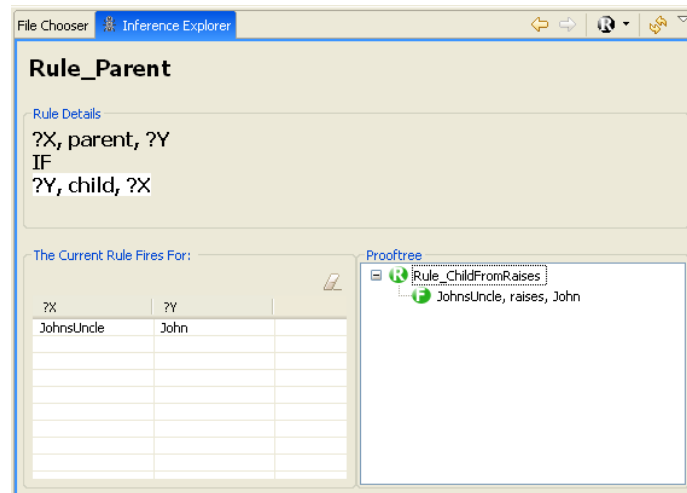 File Chooser
Inference Explorer
R
Rule_Parent
Rule Details
?X, parent, ?Y
IF
?Y, child, ?X
The Current Rule Fires For:
?X ?Y
JohnsUncle John
Prooftree
R Rule_ChildFromRaises
F JohnsUncle, raises, John